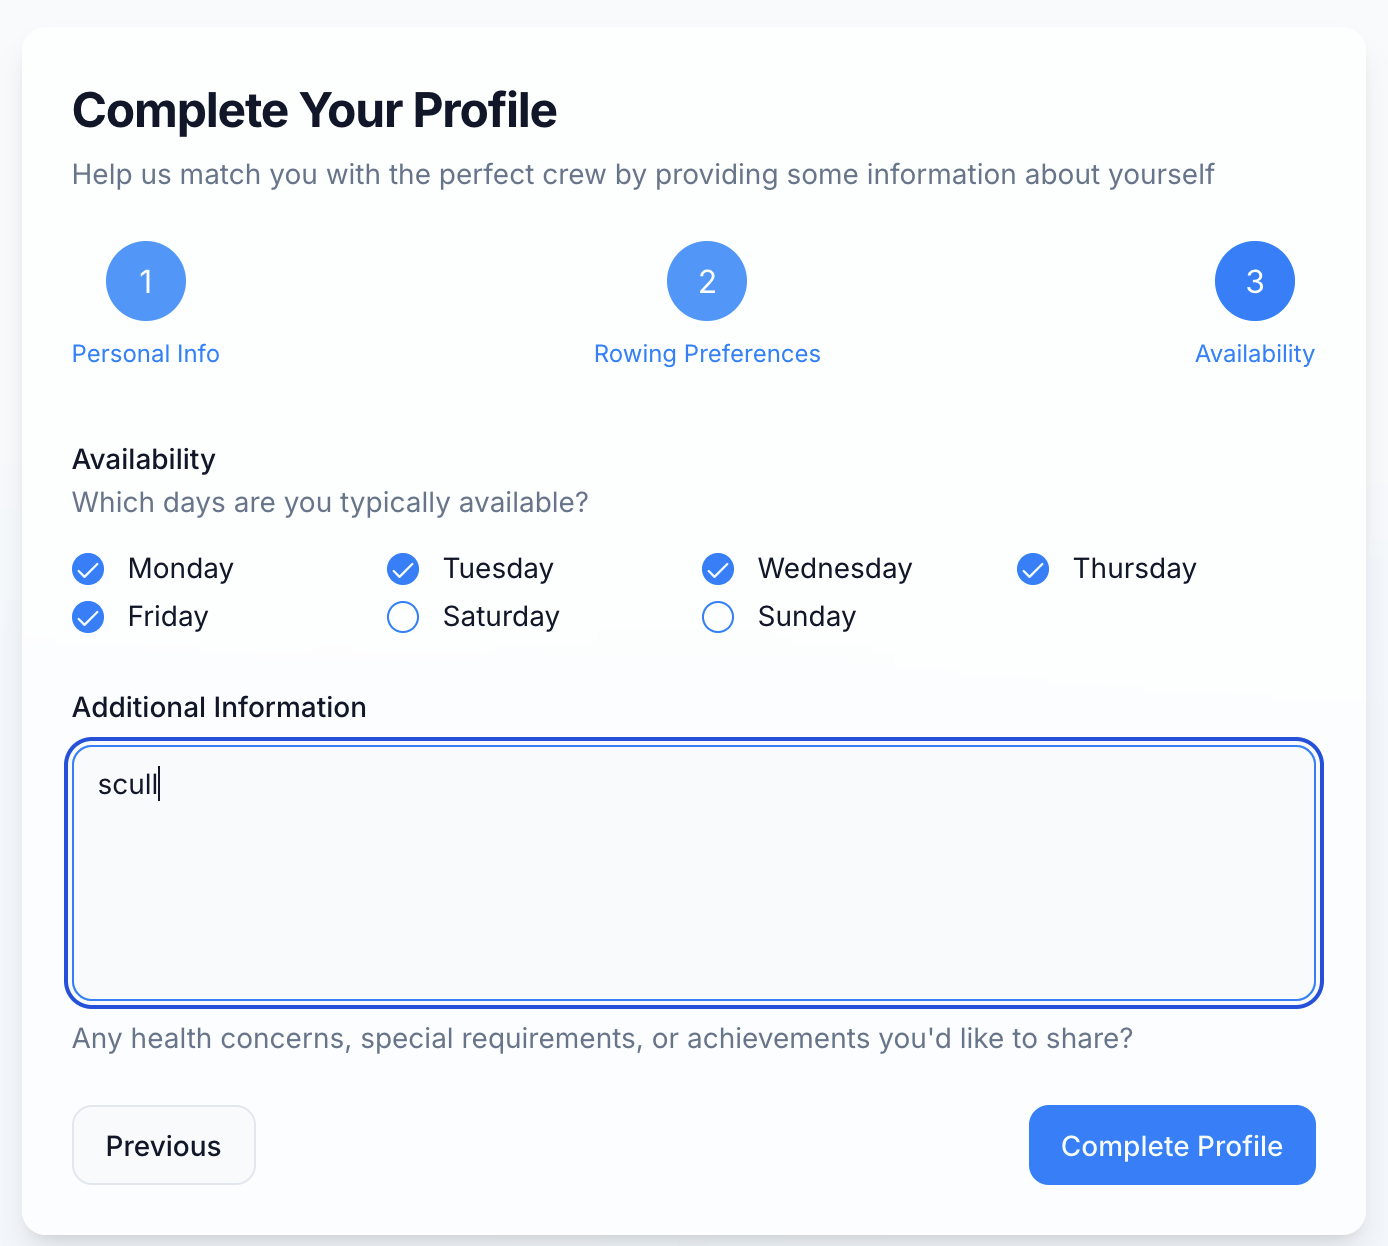 Complete Your Profile
Help us match you with the perfect crew by providing some information about yourself
1 2 3
Personal Info Rowing Preferences Availability
Availability
Which days are you typically available?
Monday Tuesday Wednesday Thursday
Friday Saturday Sunday
Additional Information
scull
Any health concerns, special requirements, or achievements you'd like to share?
Previous Complete Profile